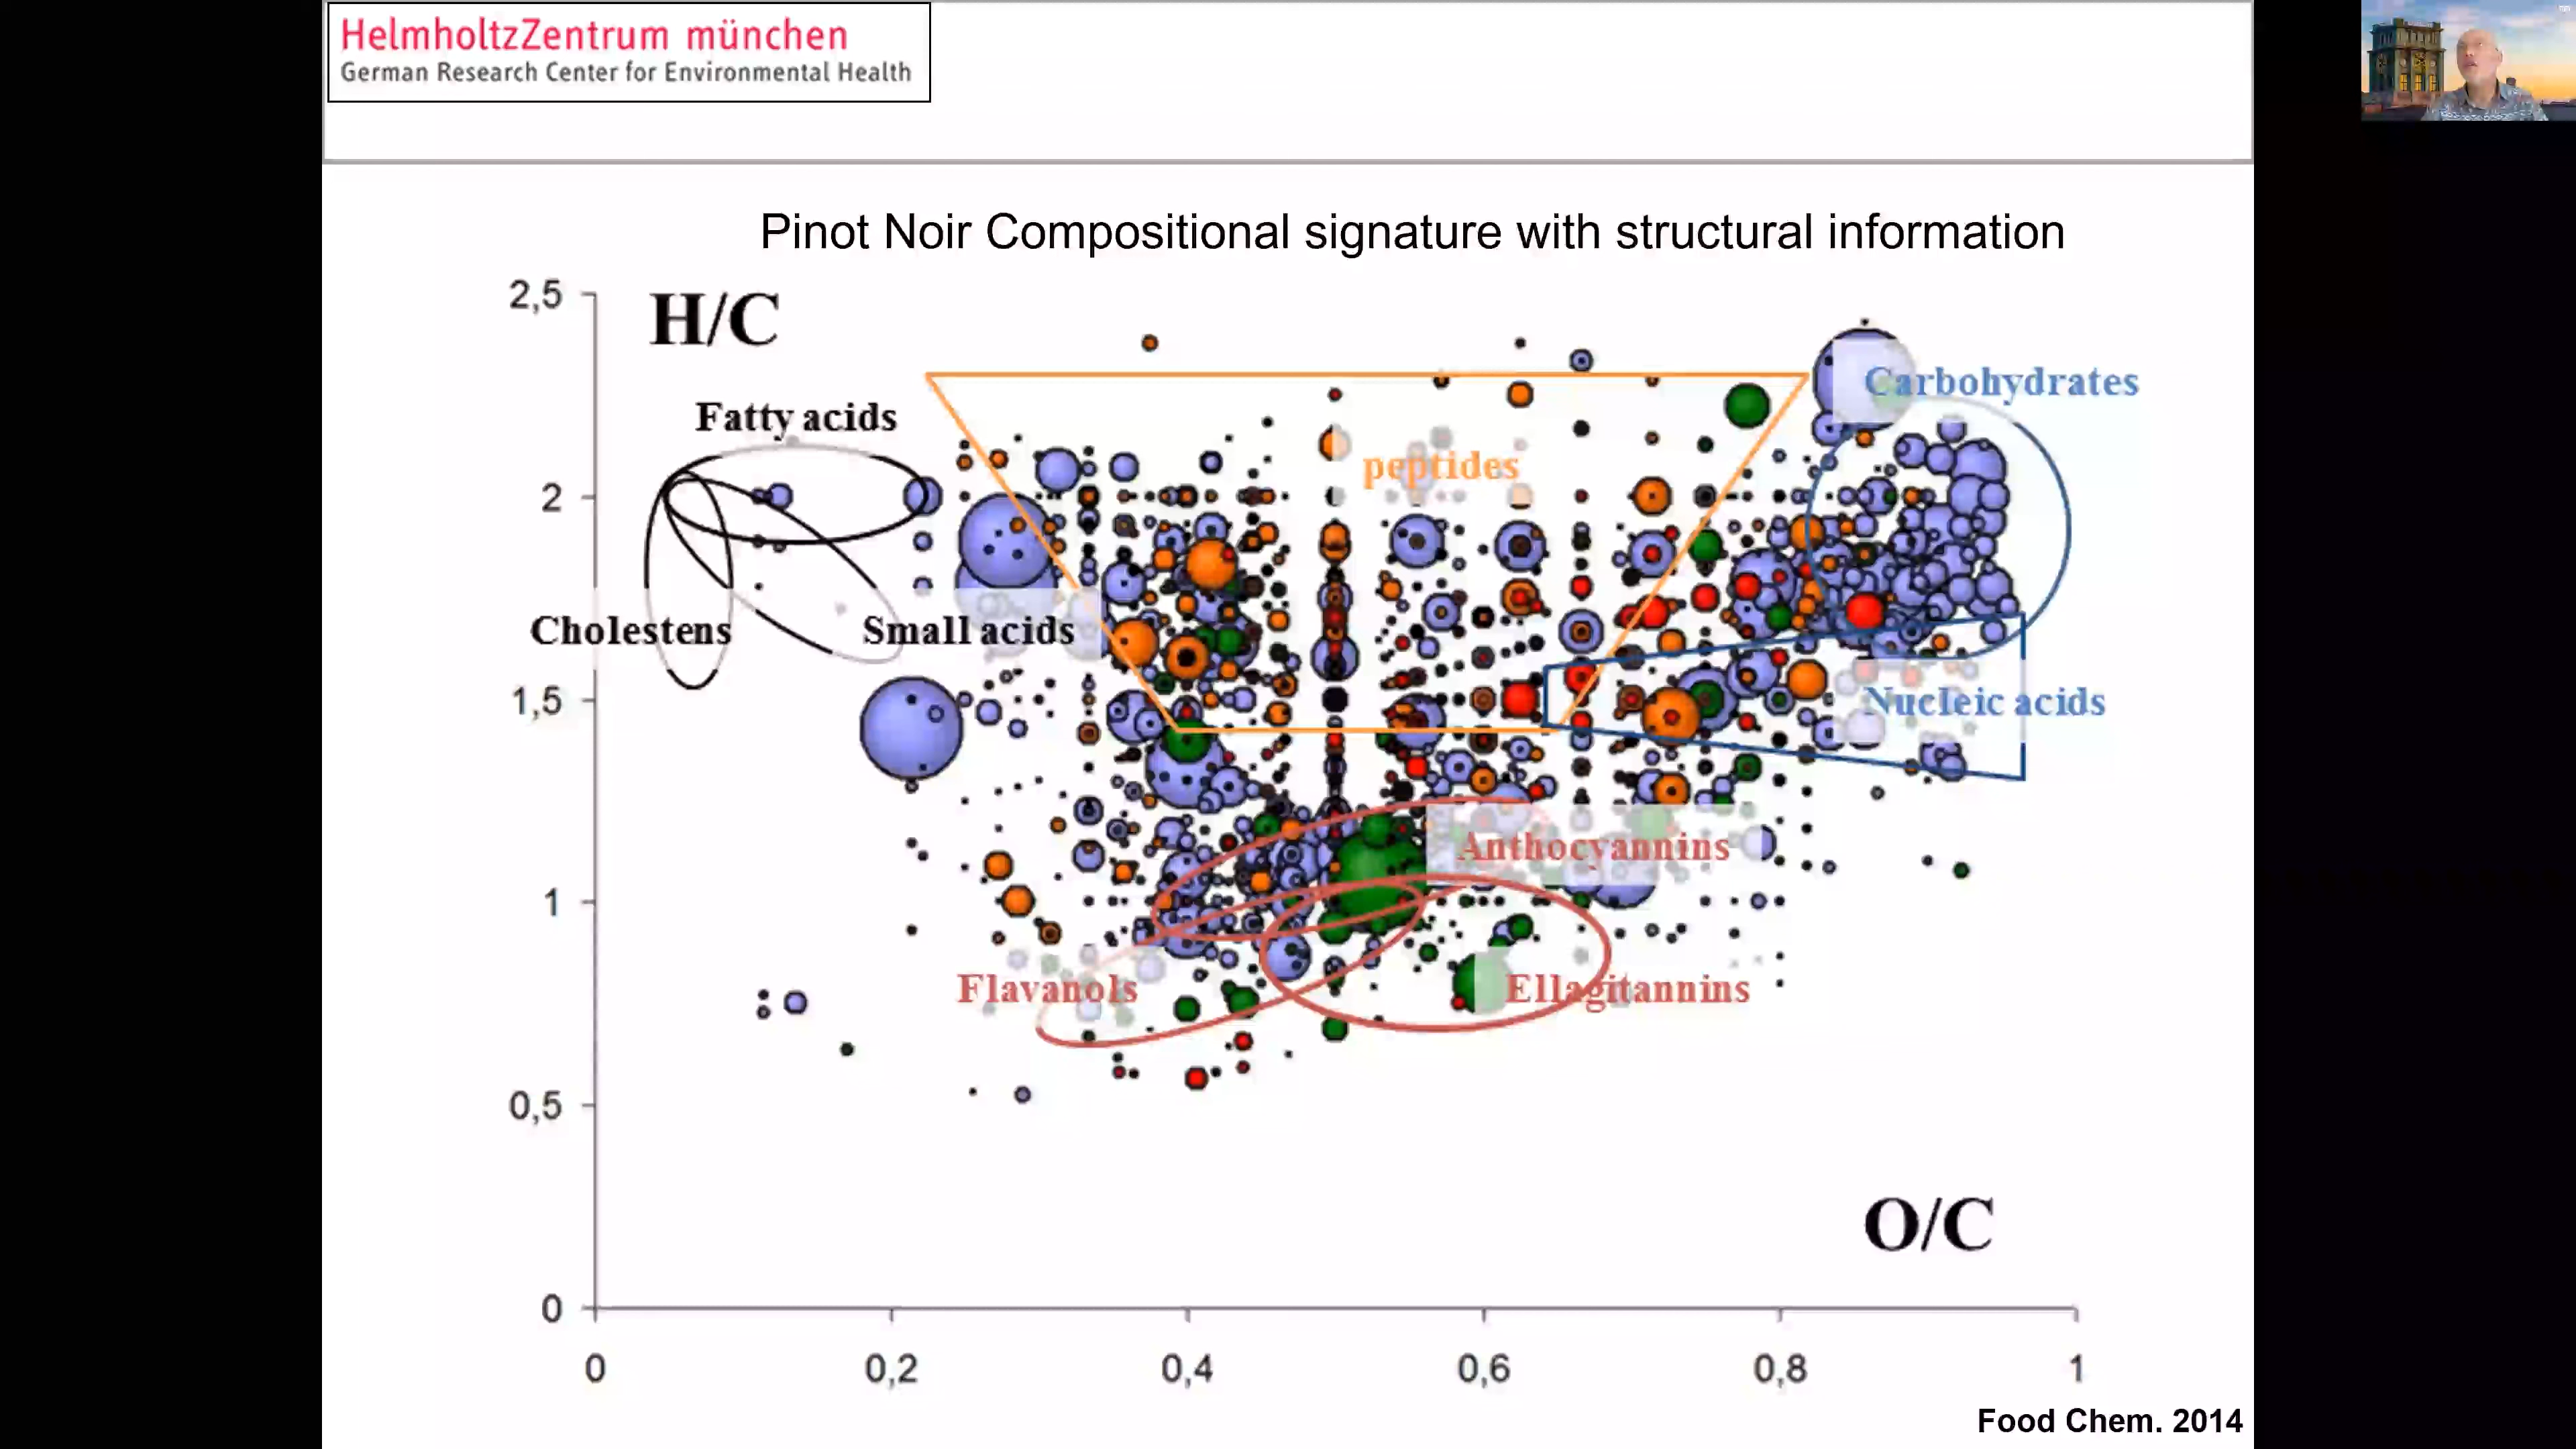 HelmholtzZentrum münchen
German Research Center for Environmental Health
Pinot Noir Compositional signature with structural information
2,5
H/C
Carbohydrates
Fatty acids
peptides
2
Cholestens
Small acids
1,5
Nucleic acids
Anthocyannins
1
Flavanols
Ellagitannins
0,5
O/C
0
0
0,2
0,4
0,6
0,8
1
Food Chem. 2014